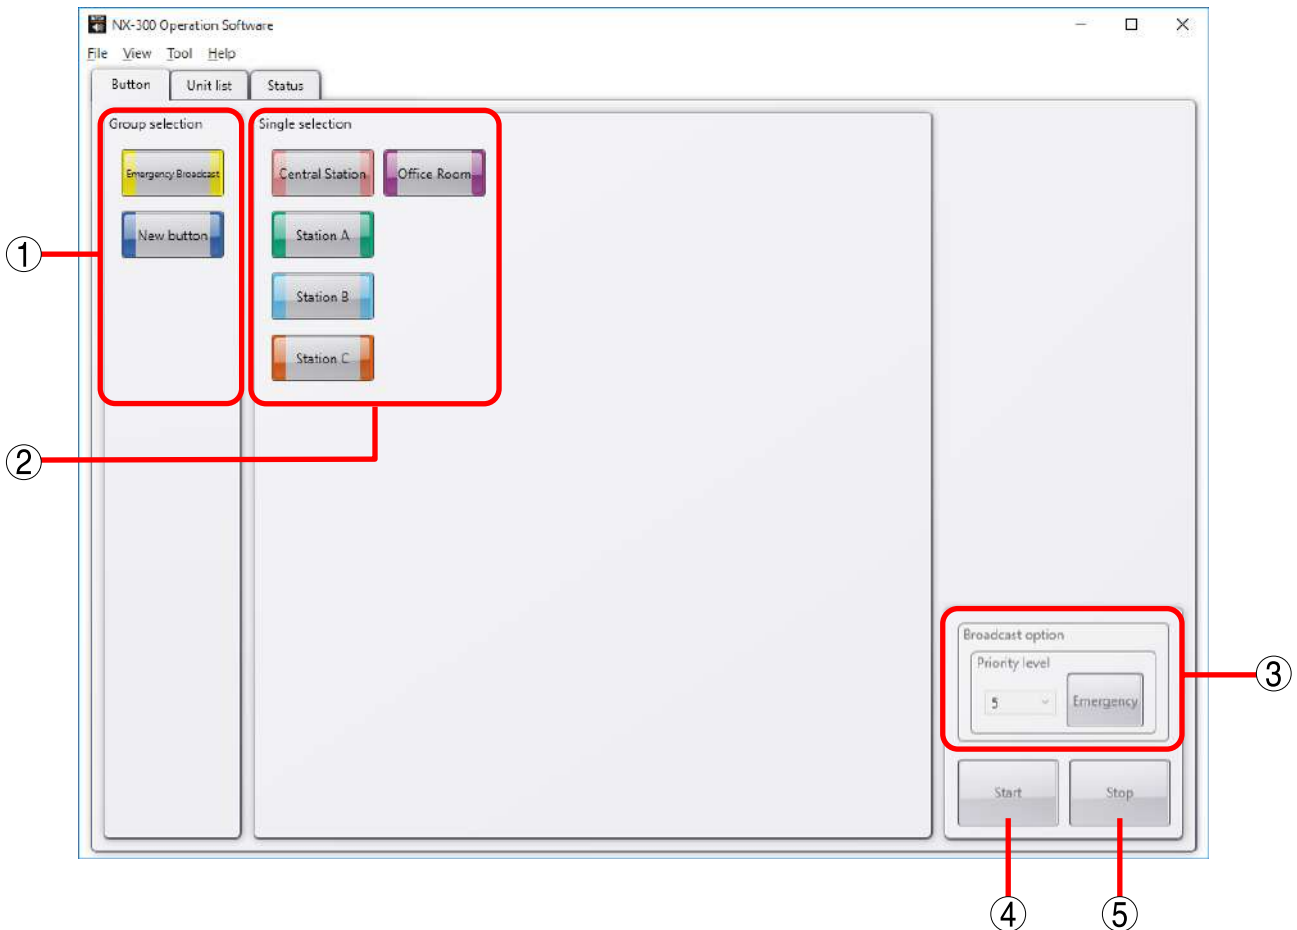 NX-300 Operation Software
File View Tool Help
Button Unit list Status
Group selection
Single selection
Emergency Broadcast
Central Station
Office Room
New button
Station A
①
Station B
Station C
②
Broadcast option
Priority level
③
5
Emergency
Start
Stop
④ ⑤